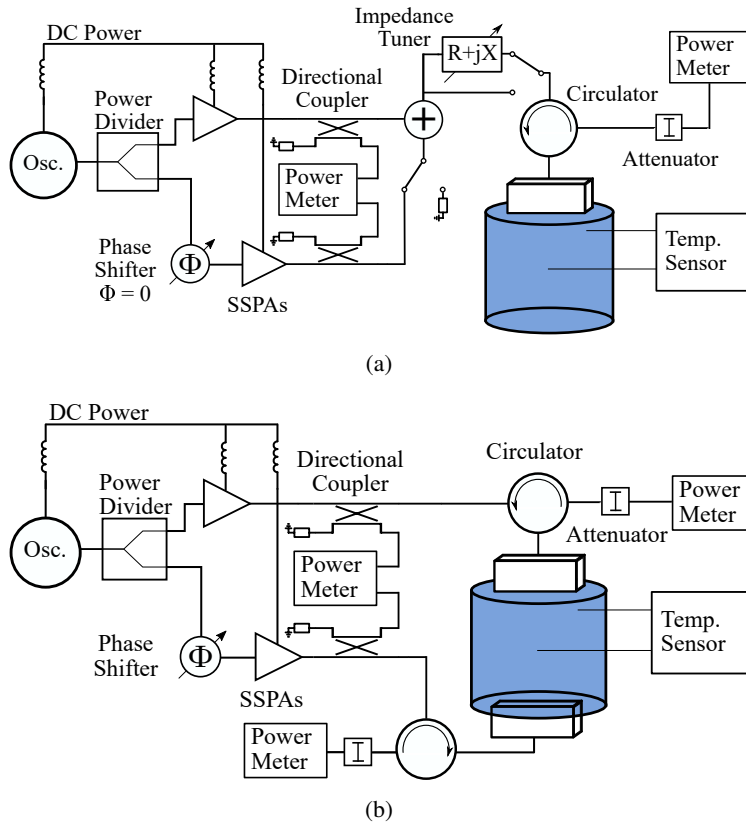 DC Power
Impedance
Tuner
R+jX
Power
Meter
Directional
Coupler
Circulator
Power
Divider
Osc.
+
I
Attenuator
Power
Meter
Temp.
Sensor
Phase
Shifter
Φ = 0
Φ
SSPAs
(a)
DC Power
Directional
Coupler
Circulator
Power
Divider
Power
Meter
I
Attenuator
Osc.
Power
Meter
Temp.
Sensor
Phase
Shifter
Φ
SSPAs
Power
Meter
I
(b)